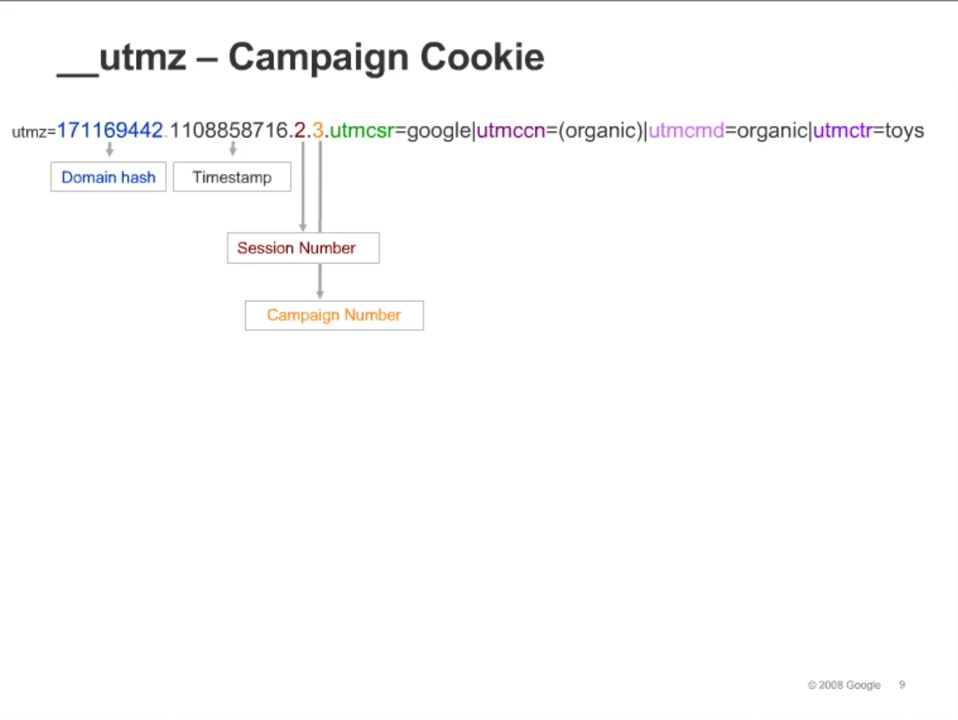 __utmz – Campaign Cookie
utmz=171169442.1108858716.2.3.utmcsr=google|utmccn=(organic)|utmcmd=organic|utmctr=toys
Domain hash
Timestamp
Session Number
Campaign Number
© 2008 Google 9